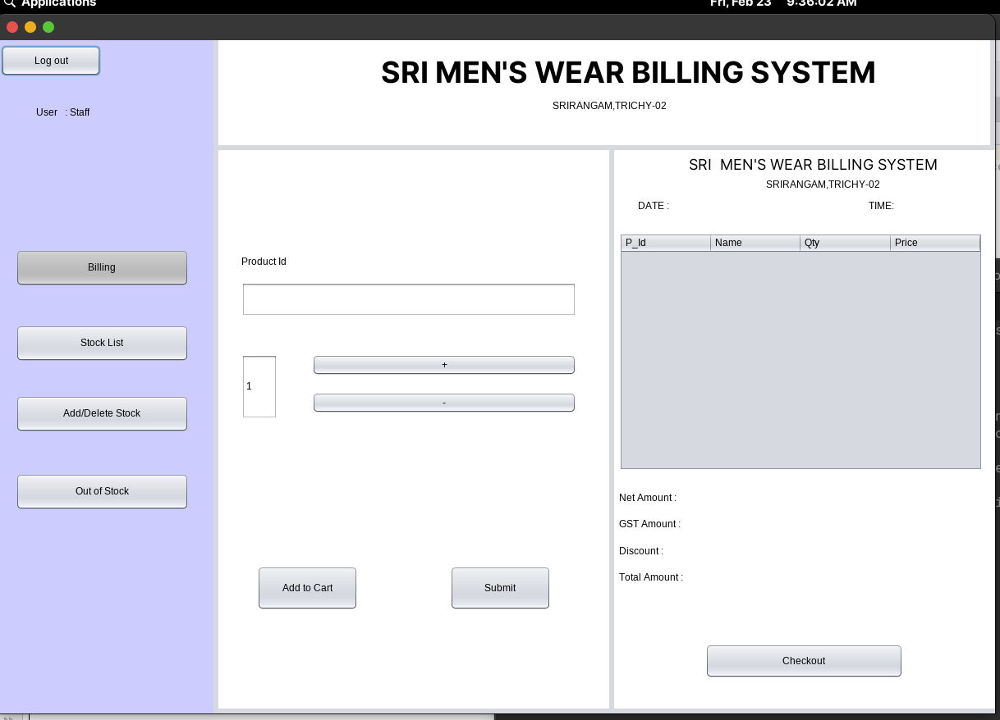 Applications
Fri, Feb 23 9:36:02 AM
Log out
User : Staff
Billing
Stock List
Add/Delete Stock
Out of Stock
SRI MEN'S WEAR BILLING SYSTEM
SRIRANGAM,TRICHY-02
Product Id
1
+
-
Add to Cart
Submit
SRI MEN'S WEAR BILLING SYSTEM
SRIRANGAM,TRICHY-02
DATE : TIME:
P_Id Name Qty Price
Net Amount :
GST Amount :
Discount :
Total Amount :
Checkout